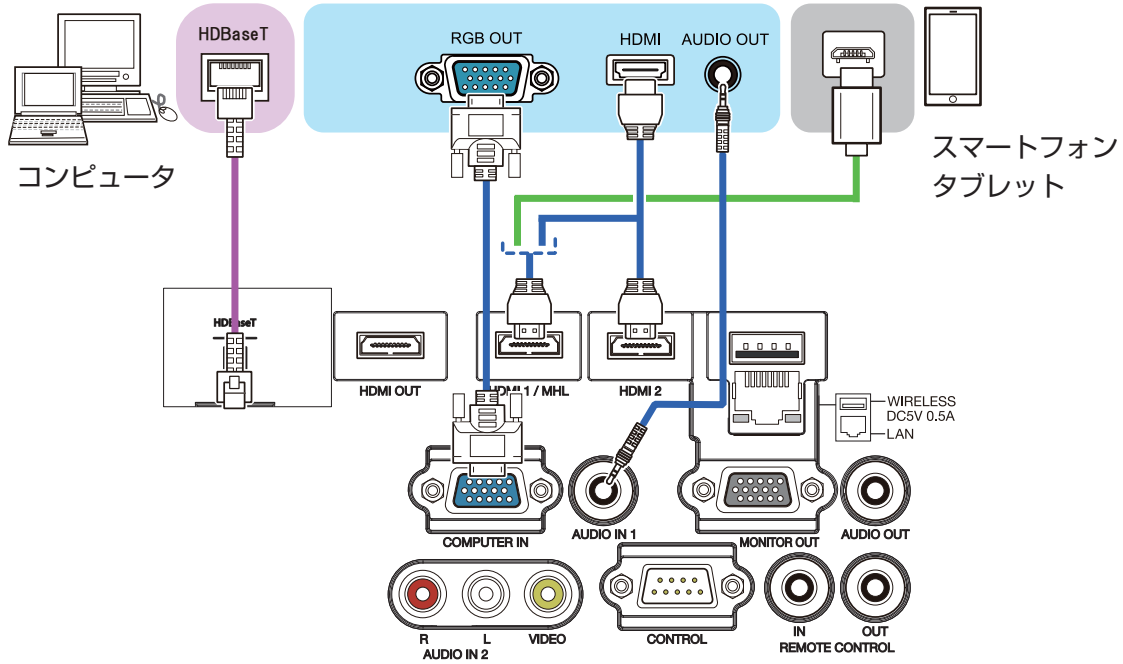 HDBaseT
RGB OUT
HDMI
AUDIO OUT
コンピュータ
スマートフォン
タブレット
HDBaseT
HDMI OUT
HDMI 1 / MHL
HDMI 2
WIRELESS
DC5V 0.5A
LAN
COMPUTER IN
AUDIO IN 1
MONITOR OUT
AUDIO OUT
R
L
VIDEO
AUDIO IN 2
CONTROL
IN
OUT
REMOTE CONTROL